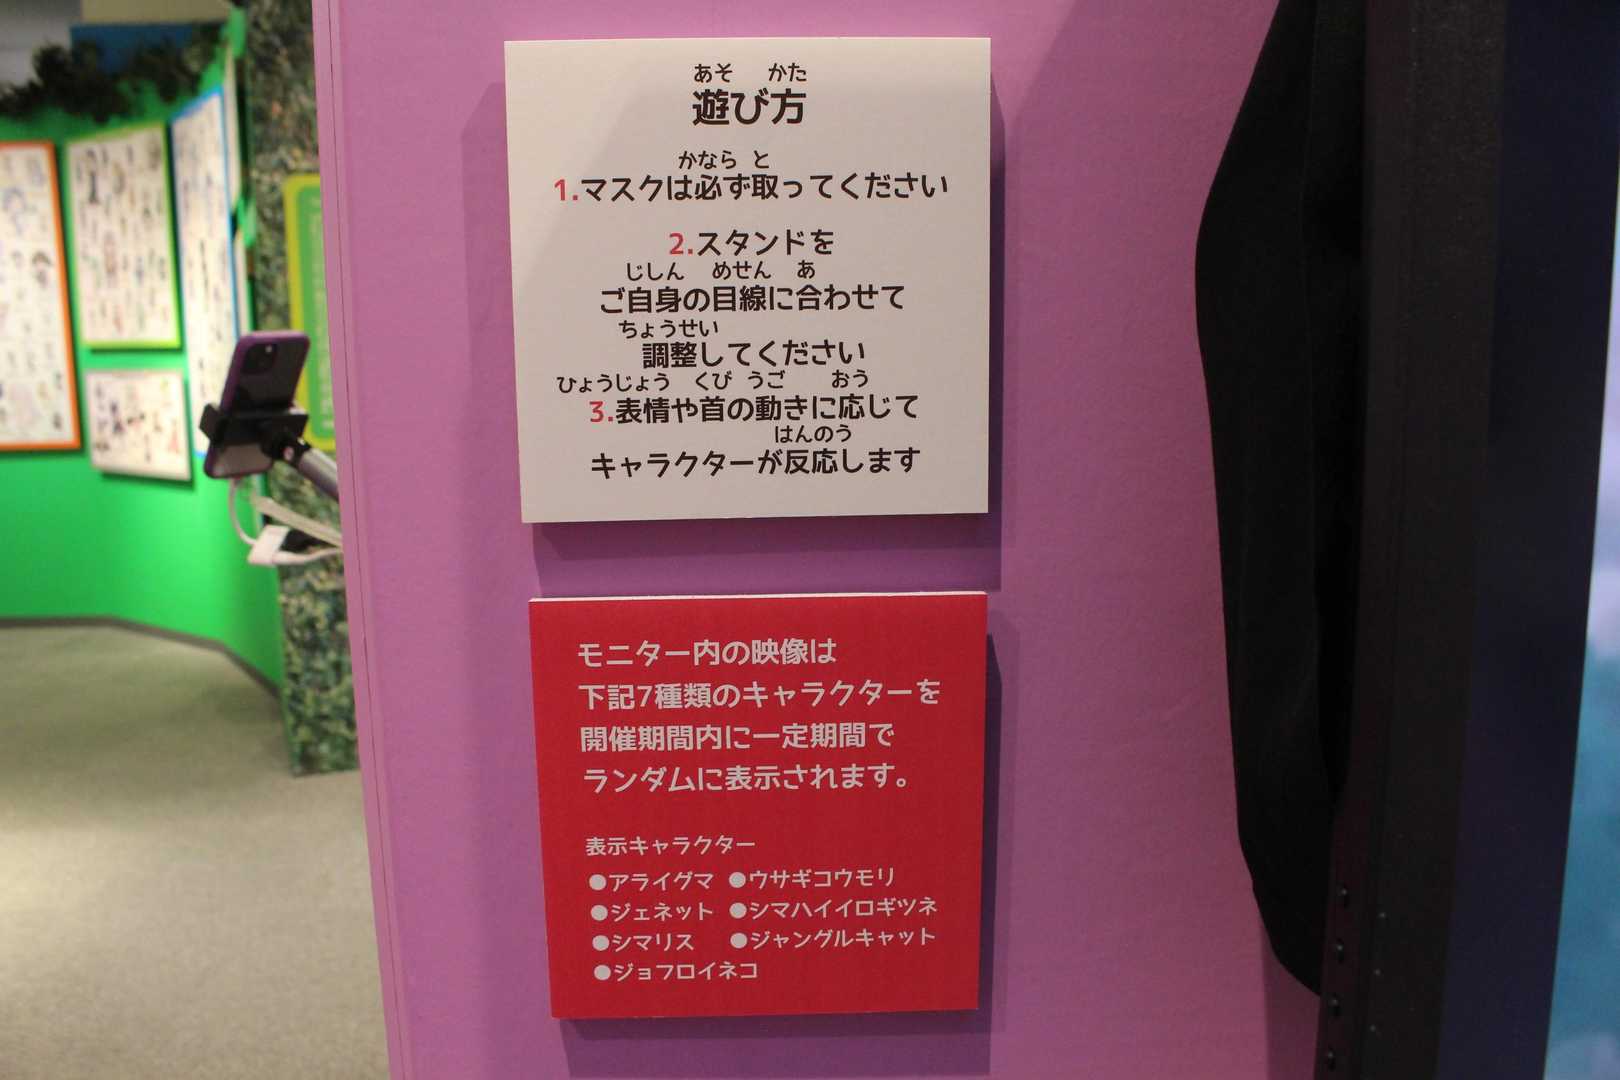 あそ かた
遊び方
かなら と
1.マスクは必ず取ってください
2.スタンドを
じしん めせん あ
ご自身の目線に合わせて
ちょうせい
調整してください
ひょうじょう くび うご おう
3.表情や首の動きに応じて
はんのう
キャラクターが反応します
モニター内の映像は
下記7種類のキャラクターを
開催期間内に一定期間で
ランダムに表示されます。
表示キャラクター
●アライグマ ●ウサギコウモリ
●ジェネット ●シマハイイロギツネ
●シマリス ●ジャングルキャット
●ジョフロイネコ